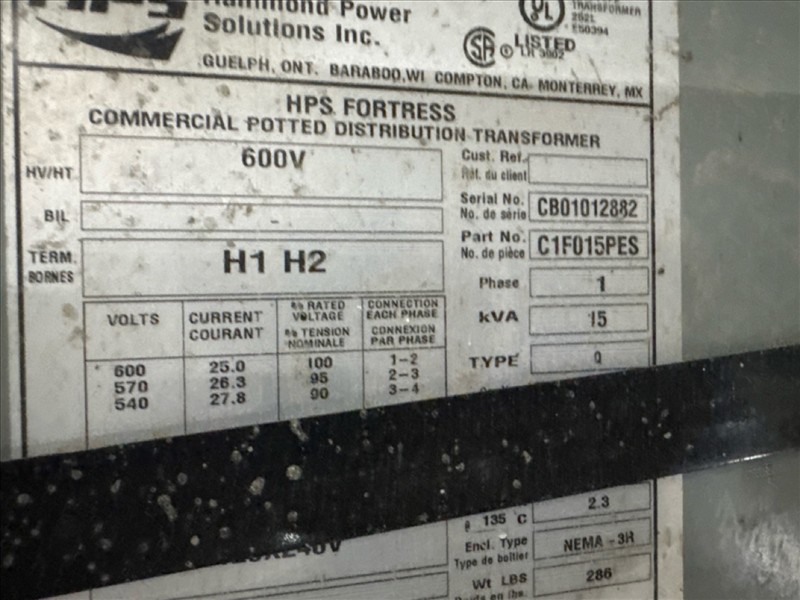 HPS
Hammond Power
Solutions Inc.
UL
TRANSFORMER
LISTED
GUELPH, ONT. BARABOO, WI COMPTON, CA. MONTERREY, MX
HPS FORTRESS
COMMERCIAL POTTED DISTRIBUTION TRANSFORMER
HV/HT
600V
Cust. Ref.
Réf. du client
BIL
-
Serial No.
No. de série
CB01012882
TERM.
BORNES
H1 H2
Part No.
No. de pièce
C1F015PES
Phase
1
VOLTS
CURRENT
COURANT
% RATED
VOLTAGE
% TENSION
NOMINALE
CONNECTION
EACH PHASE
CONNEXION
PAR PHASE
kVA
15
600 25.0 100 1-2
570 26.3 95 2-3
540 27.8 90 3-4
TYPE
135 C
2.3
Encl. Type
Type de boîtier
NEMA - 3R
Wt LBS
286